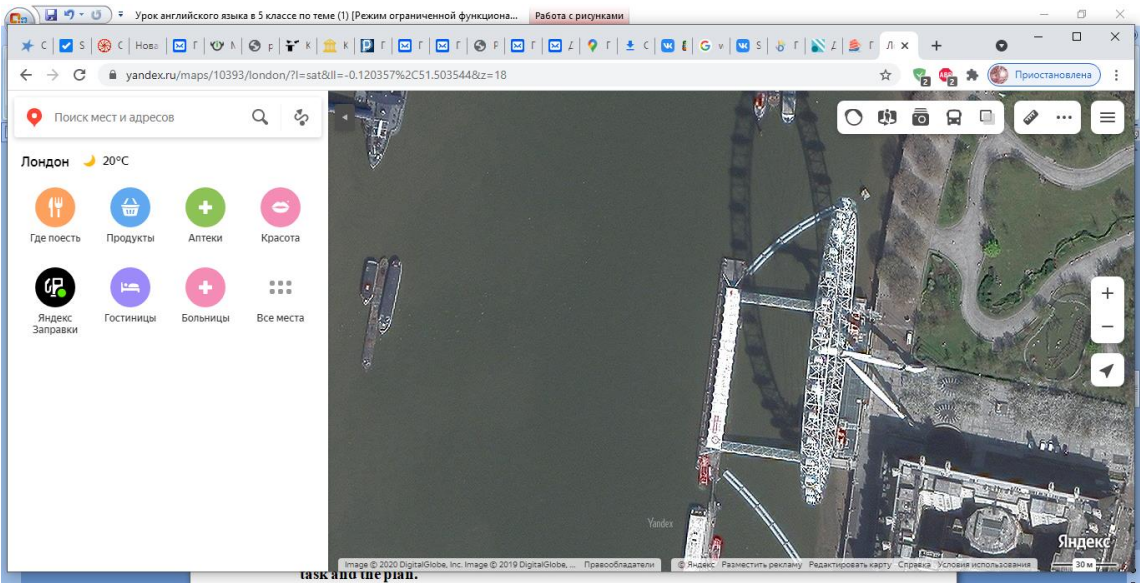 Урок английского языка в 5 классе по теме (1) [Режим ограниченной функциона...
Работа с рисунками
yandex.ru/maps/10393/london/?l=sat&ll=-0.120357%2C51.503544&z=18
2
2
Приостановлена
Поиск мест и адресов
Лондон 20°C
Где поесть
Продукты
Аптеки
Красота
Яндекс
Заправки
Гостиницы
Больницы
Все места
Yandex
Яндекс
Image © 2020 DigitalGlobe, Inc. Image © 2019 DigitalGlobe, ... Правообладатели
© Яндекс Разместить рекламу Редактировать карту Справка Условия использования
30 м
task and the plan.